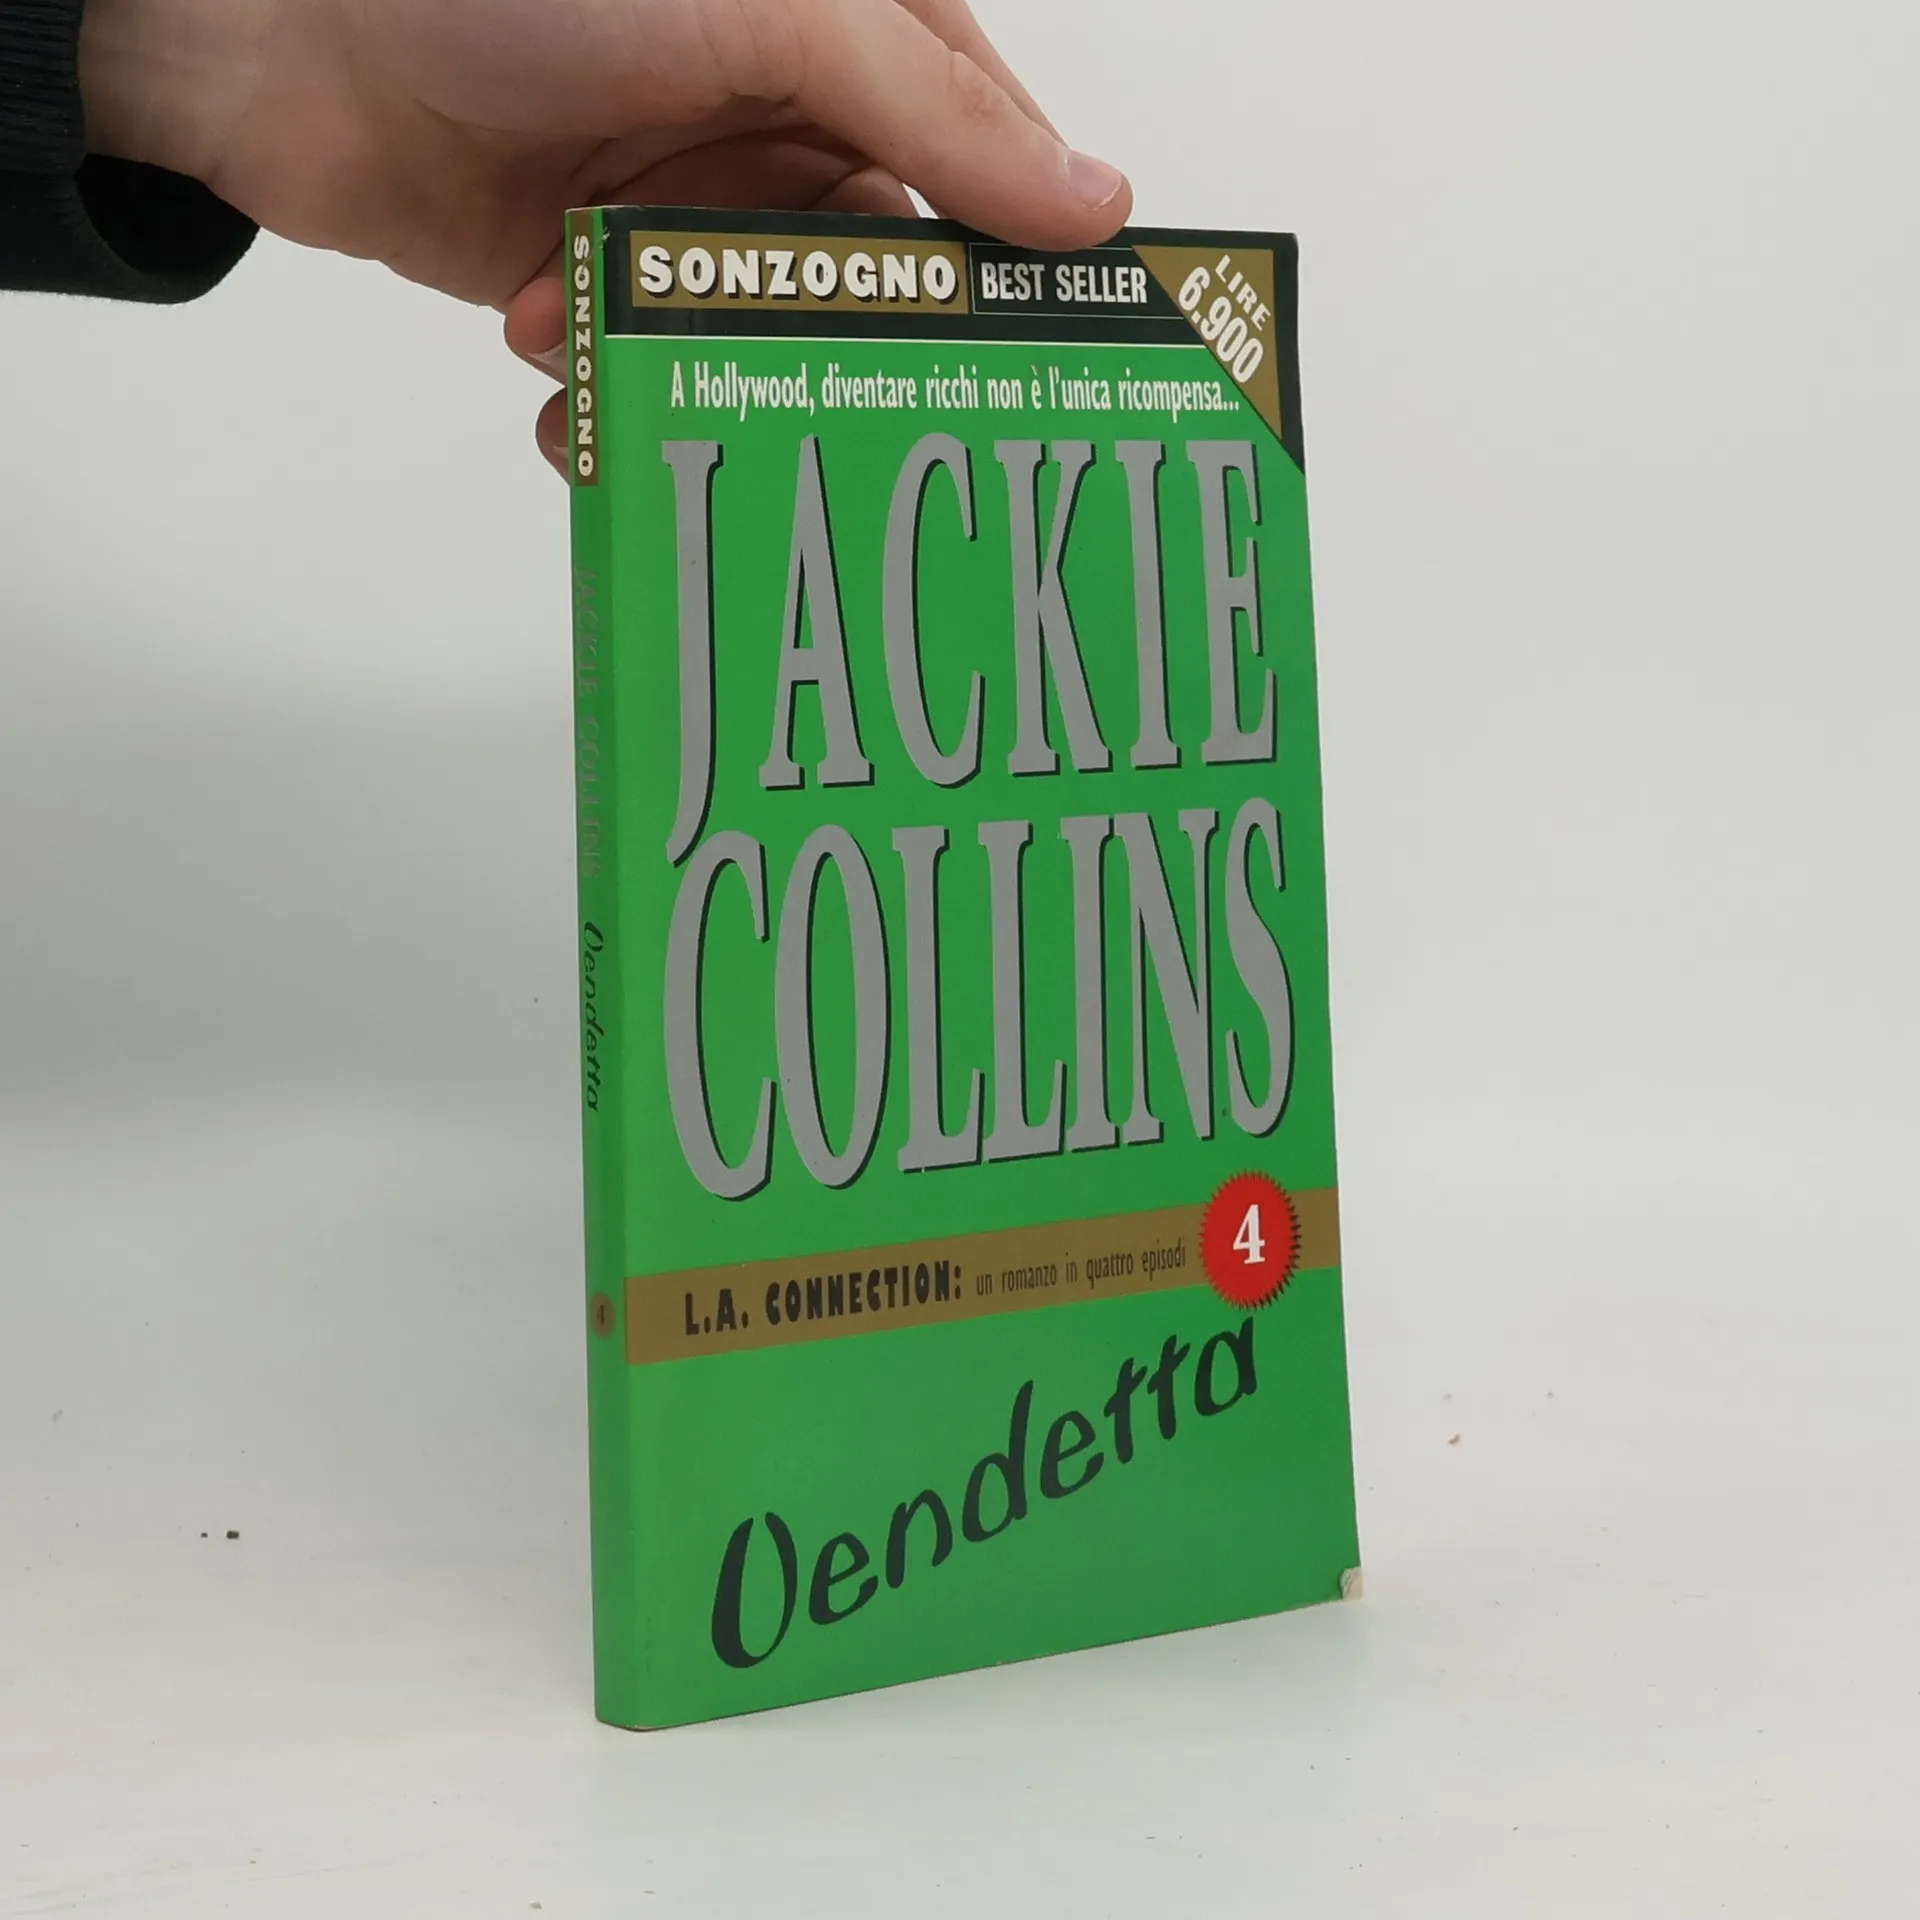 SONZOGNO
JACKIE COLLINS
Vendetta
4
SONZOGNO BEST SELLER
LIRE
6.900
A Hollywood, diventare ricchi non è l'unica ricompensa...
JACKIE
COLLINS
L.A. CONNECTION: un romanzo in quattro episodi
4
Vendetta